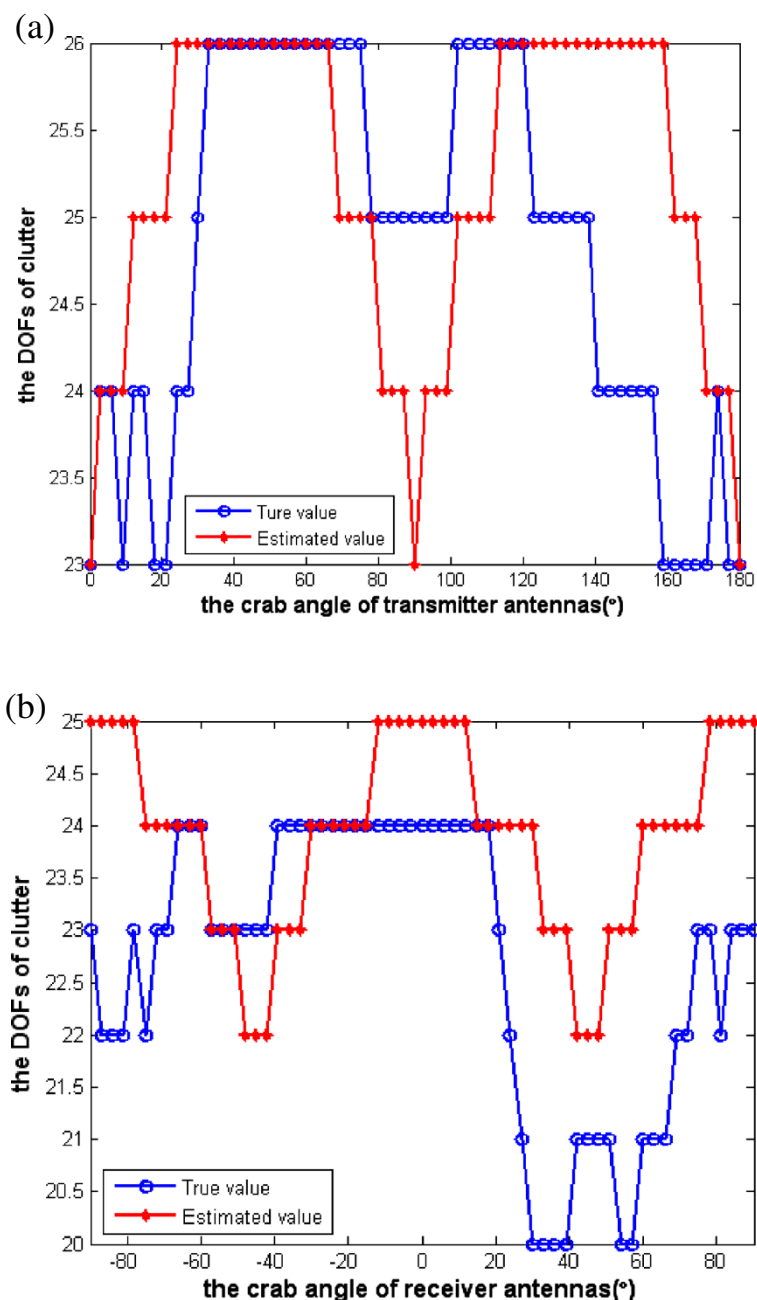 (a)
26
25.5
25
24.5
24
23.5
23
the DOFs of clutter
Ture value
Estimated value
0 20 40 60 80 100 120 140 160 180
the crab angle of transmitter antennas(°)
(b)
25
24.5
24
23.5
23
22.5
22
21.5
21
20.5
20
the DOFs of clutter
True value
Estimated value
-80 -60 -40 -20 0 20 40 60 80
the crab angle of receiver antennas(°)